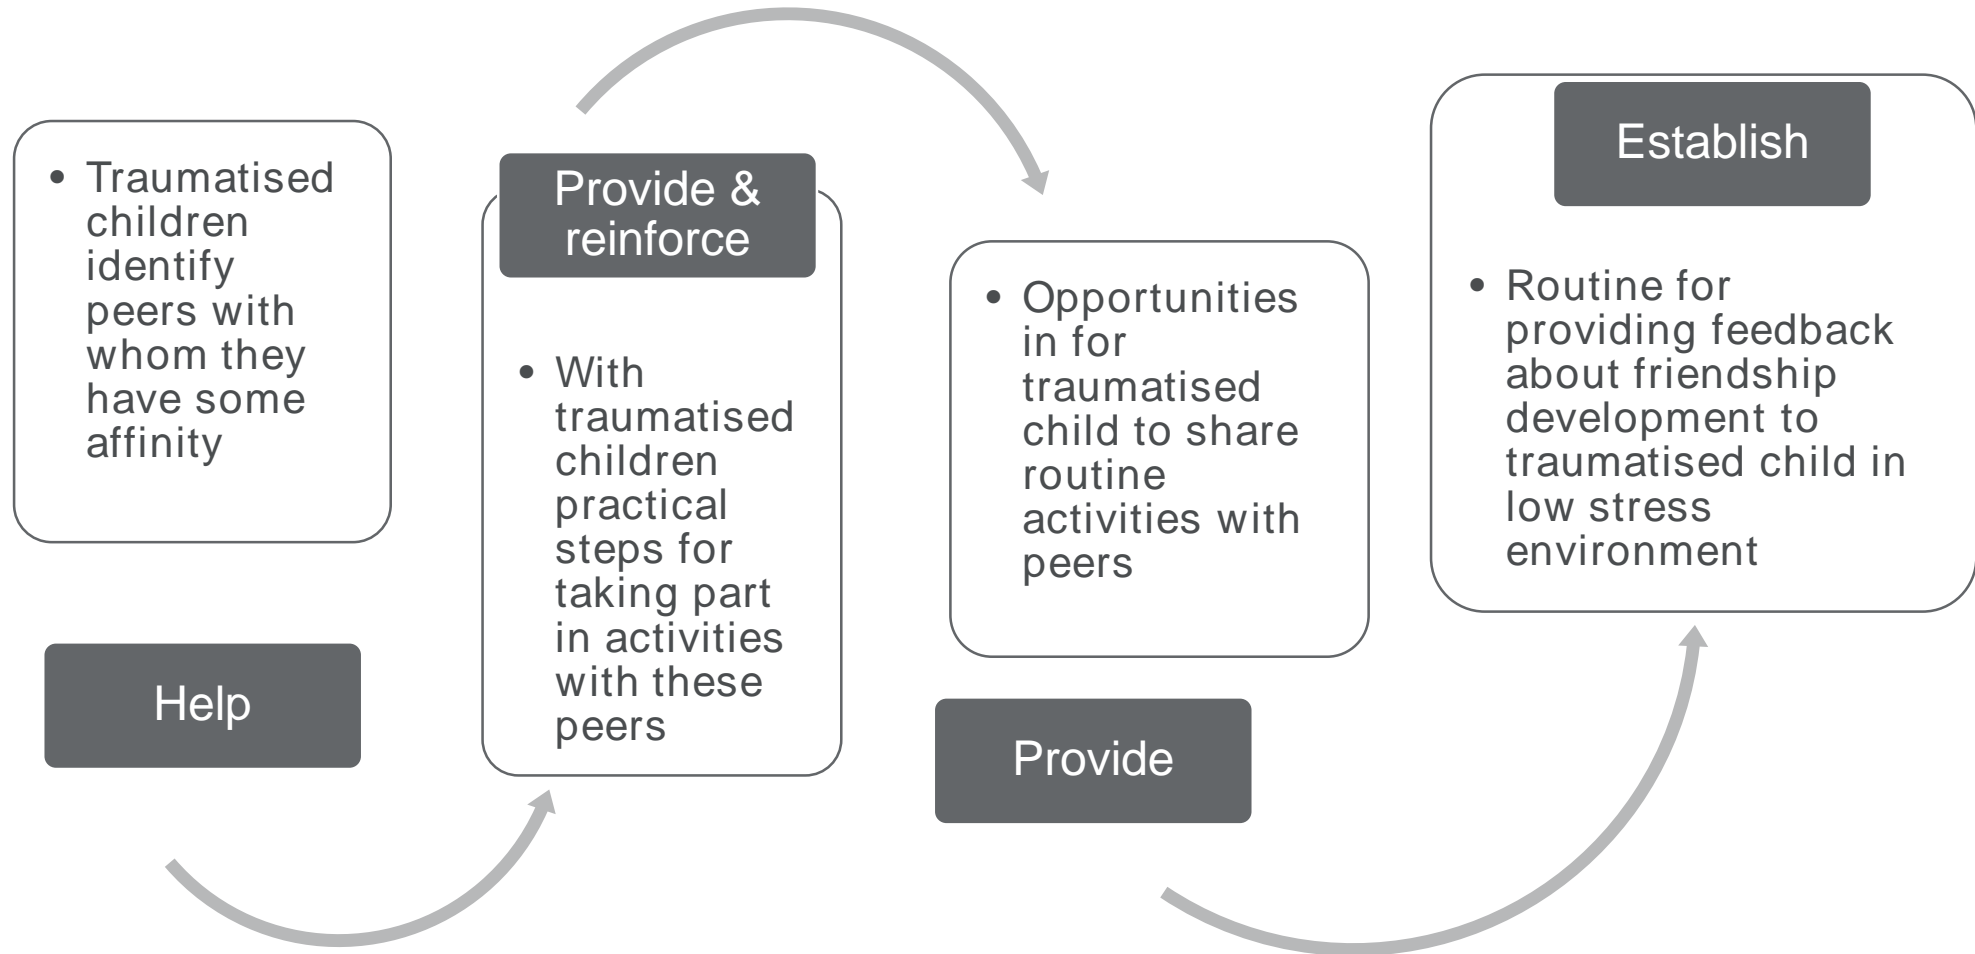 • Traumatised
children
identify
peers with
whom they
have some
affinity
Help
Provide &
reinforce
• With
traumatised
children
practical
steps for
taking part
in activities
with these
peers
• Opportunities
in for
traumatised
child to share
routine
activities with
peers
Provide
Establish
• Routine for
providing feedback
about friendship
development to
traumatised child in
low stress
environment